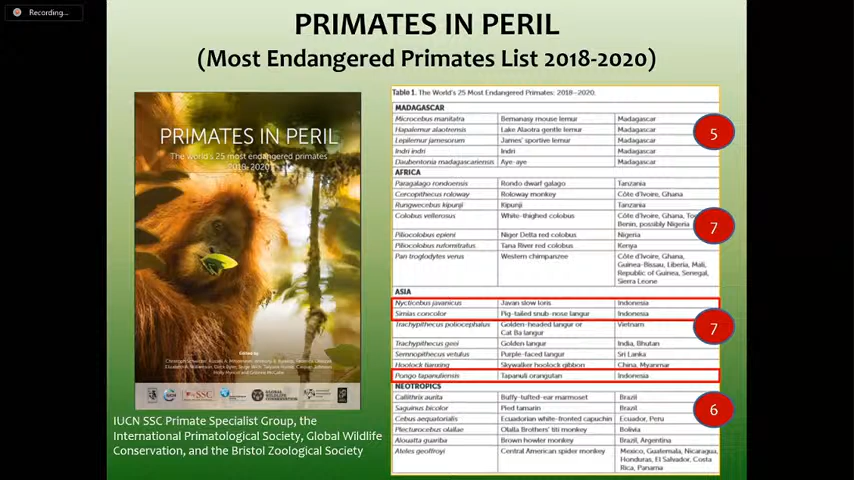 Recording...
PRIMATES IN PERIL
(Most Endangered Primates List 2018-2020)
PRIMATES IN PERIL
The world's 25 most endangered primates
2018-2020
Edited by
IUCN SSC Primate Specialist Group, the
International Primatological Society, Global Wildlife
Conservation, and the Bristol Zoological Society
Table 1. The World's 25 Most Endangered Primates: 2018–2020.
MADAGASCAR
Microcebus manitatra Bemanasy mouse lemur Madagascar
Hapalemur alaotrensis Lake Alaotra gentle lemur Madagascar
Lepilemur jamesorum James' sportive lemur Madagascar
Indri indri Indri Madagascar
Daubentonia madagascariensis Aye-aye Madagascar
5
AFRICA
Paragalago rondoensis Rondo dwarf galago Tanzania
Cercopithecus roloway Roloway monkey Côte d'Ivoire, Ghana
Rungwecebus kipunji Kipunji Tanzania
Colobus vellerosus White-thighed colobus Côte d'Ivoire, Ghana,
Benin, possibly Nigeria
Piliocolobus epieni Niger Delta red colobus Nigeria
Piliocolobus rufomitratus Tana River red colobus Kenya
Pan troglodytes verus Western chimpanzee Côte d'Ivoire, Ghana,
Guinea-Bissau, Liberia, Mali,
Republic of Guinea, Senegal,
Sierra Leone
7
ASIA
Nycticebus javanicus Javan slow loris Indonesia
Simias concolor Pig-tailed snub-nose langur Indonesia
Trachypithecus poliocephalus Golden-headed langur or Vietnam
Cat Ba langur
Trachypithecus geei Golden langur India, Bhutan
Semnopithecus vetulus Purple-faced langur Sri Lanka
Hoolock tianxing Skywalker hoolock gibbon China, Myanmar
Pongo tapanuliensis Tapanuli orangutan Indonesia
7
NEOTROPICS
Callithrix aurita Buffy-tufted-ear marmoset Brazil
Saguinus bicolor Pied tamarin Brazil
Cebus aequatorialis Ecuadorian white-fronted capuchin Ecuador, Peru
Plecturocebus olallae Olalla Brothers' titi monkey Bolivia
Alouatta guariba Brown howler monkey Brazil, Argentina
Ateles geoffroyi Central American spider monkey Mexico, Guatemala, Nicaragua,
Honduras, El Salvador, Costa
Rica, Panama
6